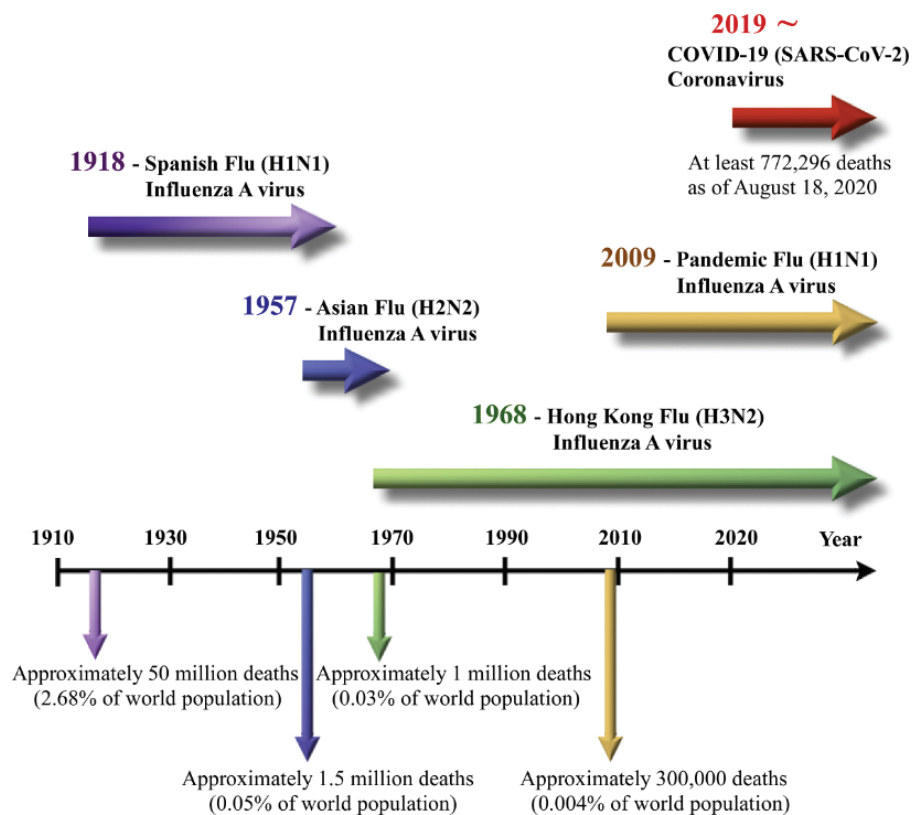 2019 ~
COVID-19 (SARS-CoV-2)
Coronavirus
At least 772,296 deaths
as of August 18, 2020
1918 - Spanish Flu (H1N1)
Influenza A virus
2009 - Pandemic Flu (H1N1)
Influenza A virus
1957 - Asian Flu (H2N2)
Influenza A virus
1968 - Hong Kong Flu (H3N2)
Influenza A virus
1910 1930 1950 1970 1990 2010 2020 Year
Approximately 50 million deaths
(2.68% of world population)
Approximately 1 million deaths
(0.03% of world population)
Approximately 1.5 million deaths
(0.05% of world population)
Approximately 300,000 deaths
(0.004% of world population)